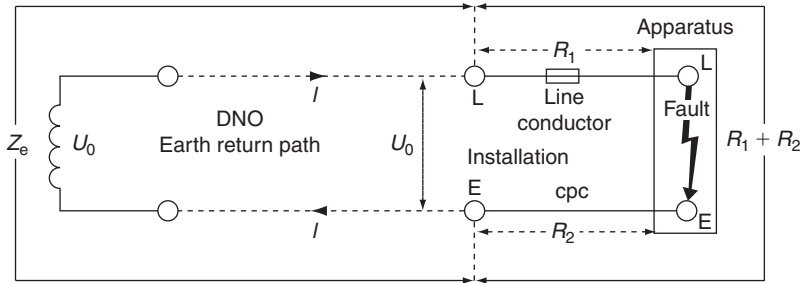 Apparatus
R1
L
L
I
Line
conductor
Fault
DNO
Earth return path
Ze
U0
U0
R1 + R2
Installation
E
cpc
E
I
R2